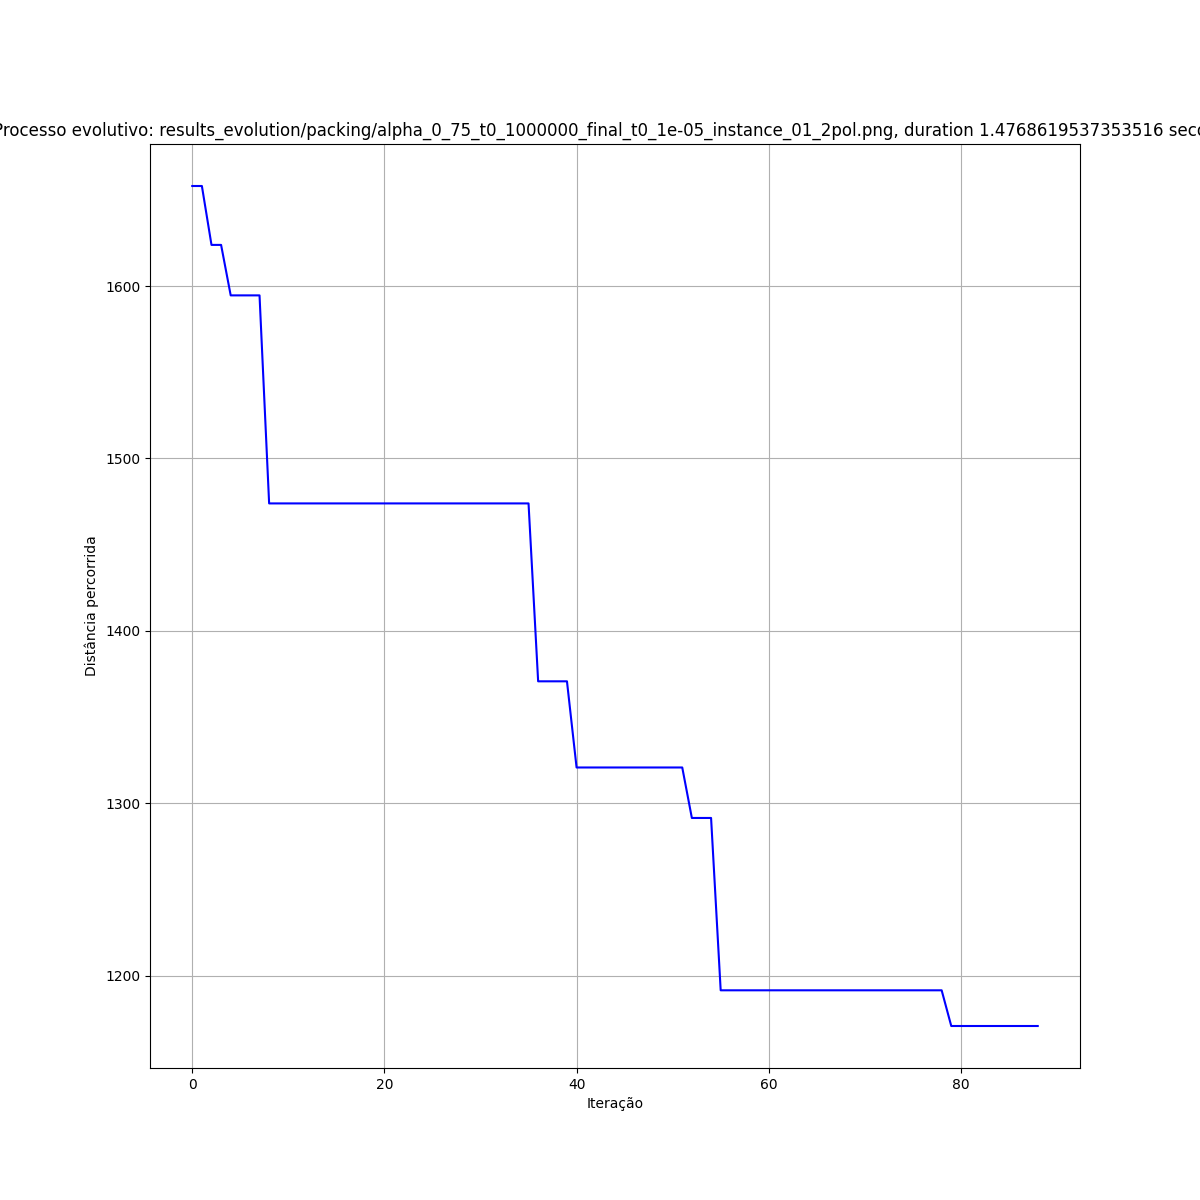 Processo evolutivo: results_evolution/packing/alpha_0_75_t0_1000000_final_t0_1e-05_instance_01_2pol.png, duration 1.4768619537353516 seco
1600
1500
1400
1300
1200
Distância percorrida
0 20 40 60 80
Iteração